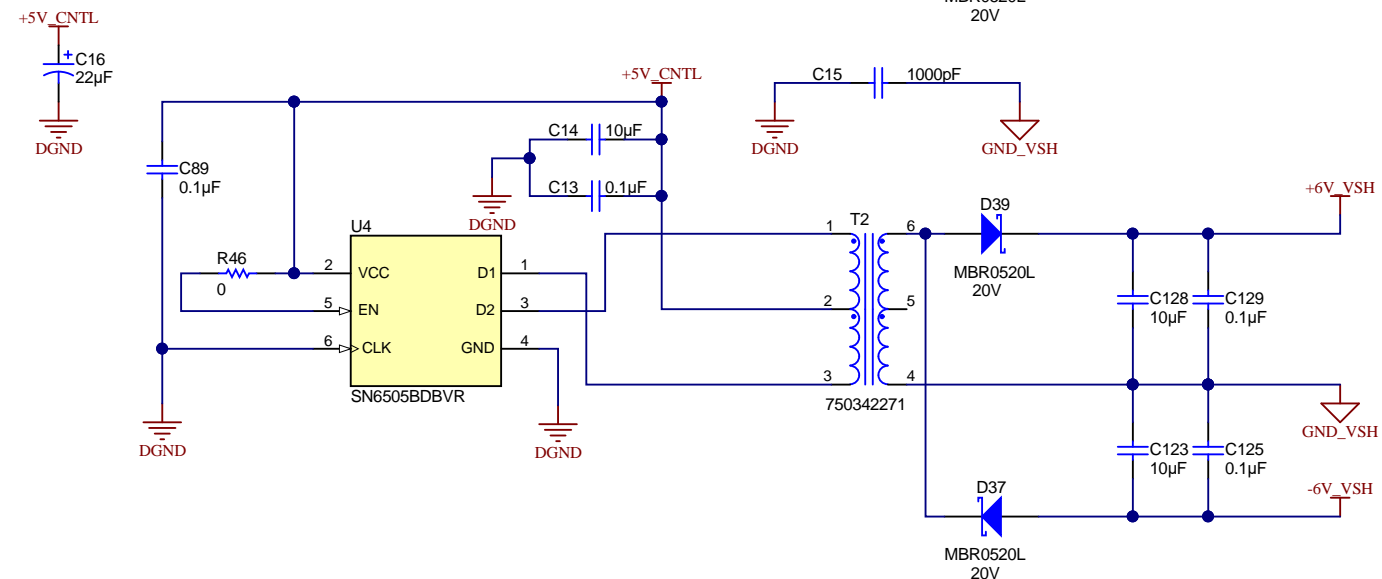 MBR0520L
20V
+5V_CNTL
+ C16
22µF
DGND
+5V_CNTL
C15 1000pF
DGND
GND_VSH
C14 10µF
C13 0.1µF
DGND
C89
0.1µF
R46
0
U4
2 VCC
5 EN
6 CLK
D1 1
D2 3
GND 4
SN6505BDBVR
DGND
DGND
T2
1
2
3
6
5
4
750342271
D39
MBR0520L
20V
+6V_VSH
C128
10µF
C129
0.1µF
GND_VSH
C123
10µF
C125
0.1µF
D37
MBR0520L
20V
-6V_VSH